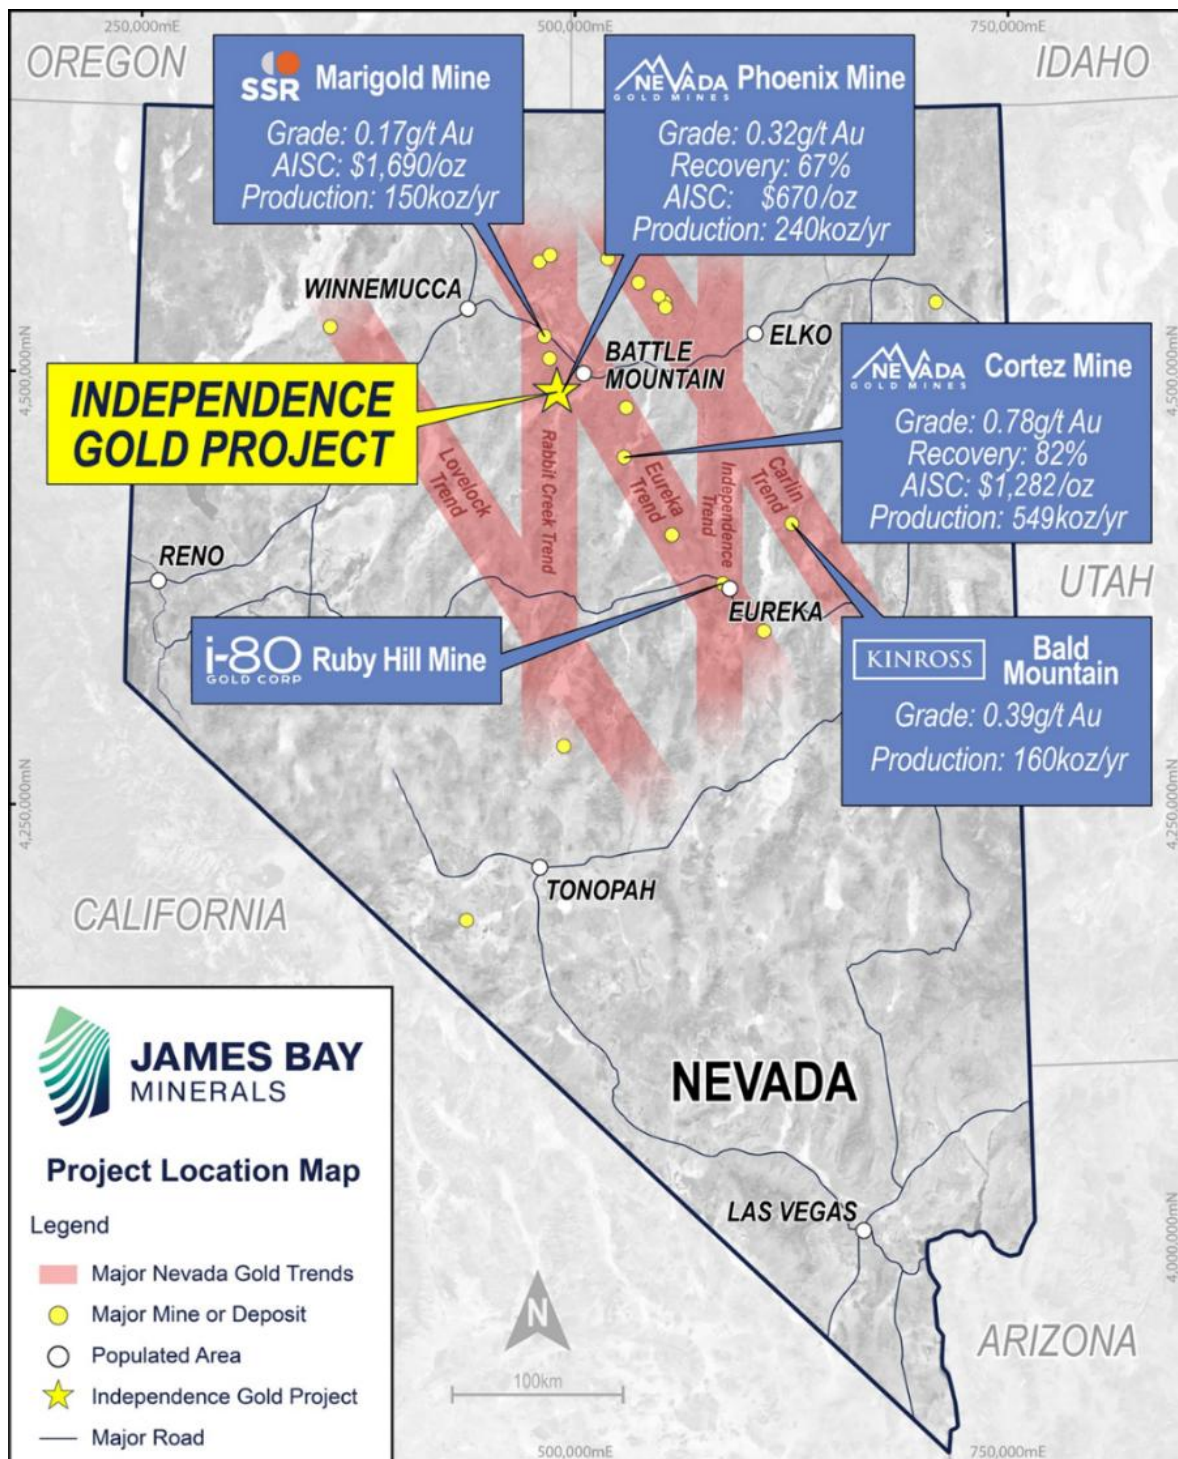 250,000mE
500,000mE
750,000mE
OREGON
IDAHO
SSR
Marigold Mine
Grade: 0.17g/t Au
AISC: $1,690/oz
Production: 150koz/yr
NEVADA
GOLD MINES
Phoenix Mine
Grade: 0.32g/t Au
Recovery: 67%
AISC: $670/oz
Production: 240koz/yr
WINNEMUCCA
ELKO
BATTLE
MOUNTAIN
4,500,000mN
4,500,000mN
INDEPENDENCE
GOLD PROJECT
NEVADA
GOLD MINES
Cortez Mine
Grade: 0.78g/t Au
Recovery: 82%
AISC: $1,282/oz
Production: 549koz/yr
Lovelock
Trend
Rabbit Creek Trend
Eureka
Trend
Independence
Trend
Carlin
Trend
RENO
UTAH
EUREKA
i-80
GOLD CORP
Ruby Hill Mine
KINROSS
Bald
Mountain
Grade: 0.39g/t Au
Production: 160koz/yr
4,250,000mN
4,250,000mN
TONOPAH
CALIFORNIA
NEVADA
LAS VEGAS
4,000,000mN
ARIZONA
JAMES BAY
MINERALS
Project Location Map
Legend
Major Nevada Gold Trends
Major Mine or Deposit
Populated Area
Independence Gold Project
Major Road
N
100km
500,000mE
750,000mE